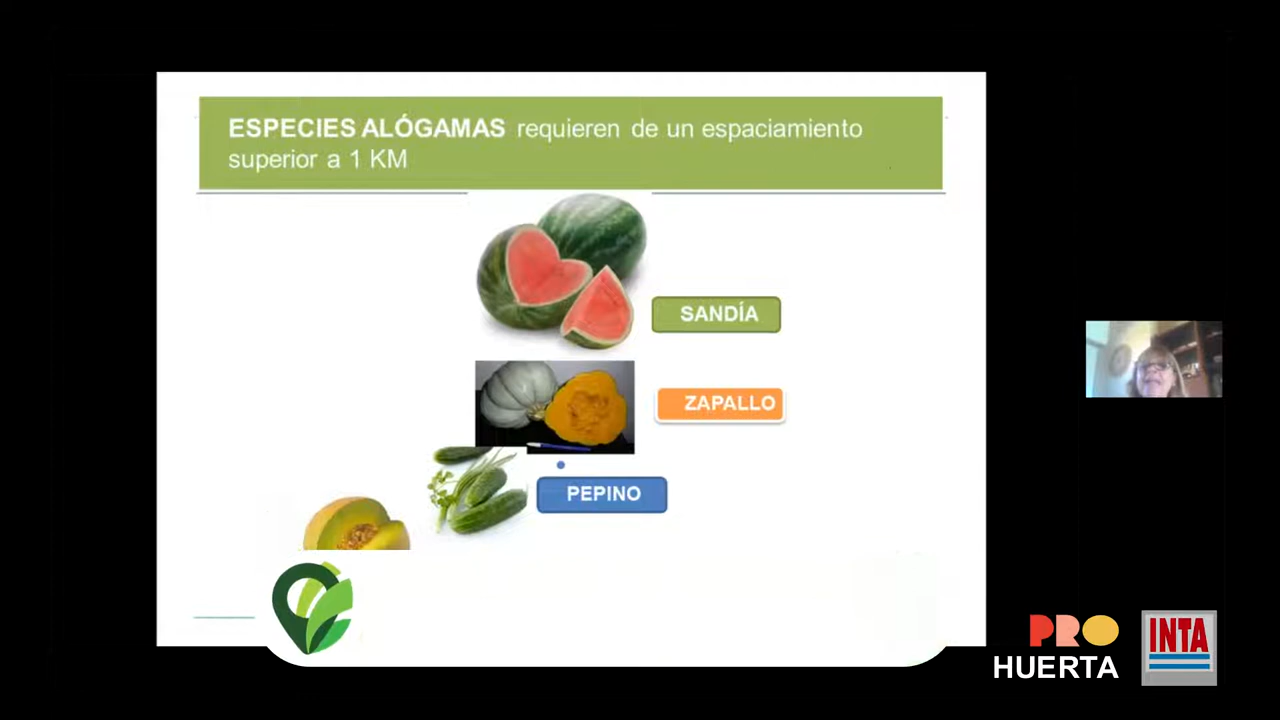 ESPECIES ALÓGAMAS requieren de un espaciamiento
superior a 1 KM
SANDÍA
ZAPALLO
PEPINO
PRO
HUERTA
INTA